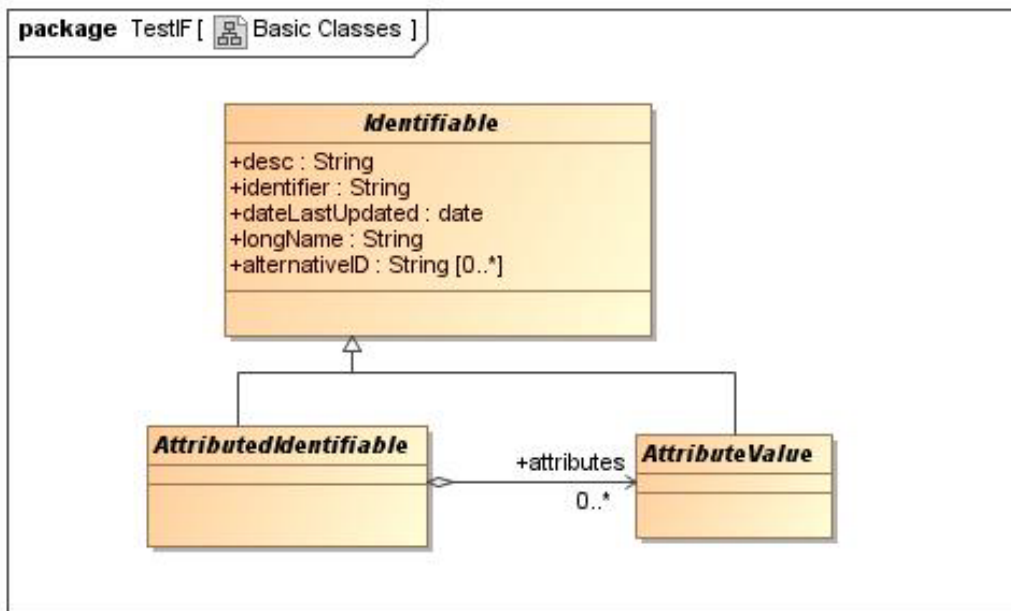 package TestIF [ Basic Classes ]
Identifiable
+desc : String
+identifier : String
+dateLastUpdated : date
+longName : String
+alternativeID : String [0..*]
AttributedIdentifiable
+attributes
0..*
AttributeValue